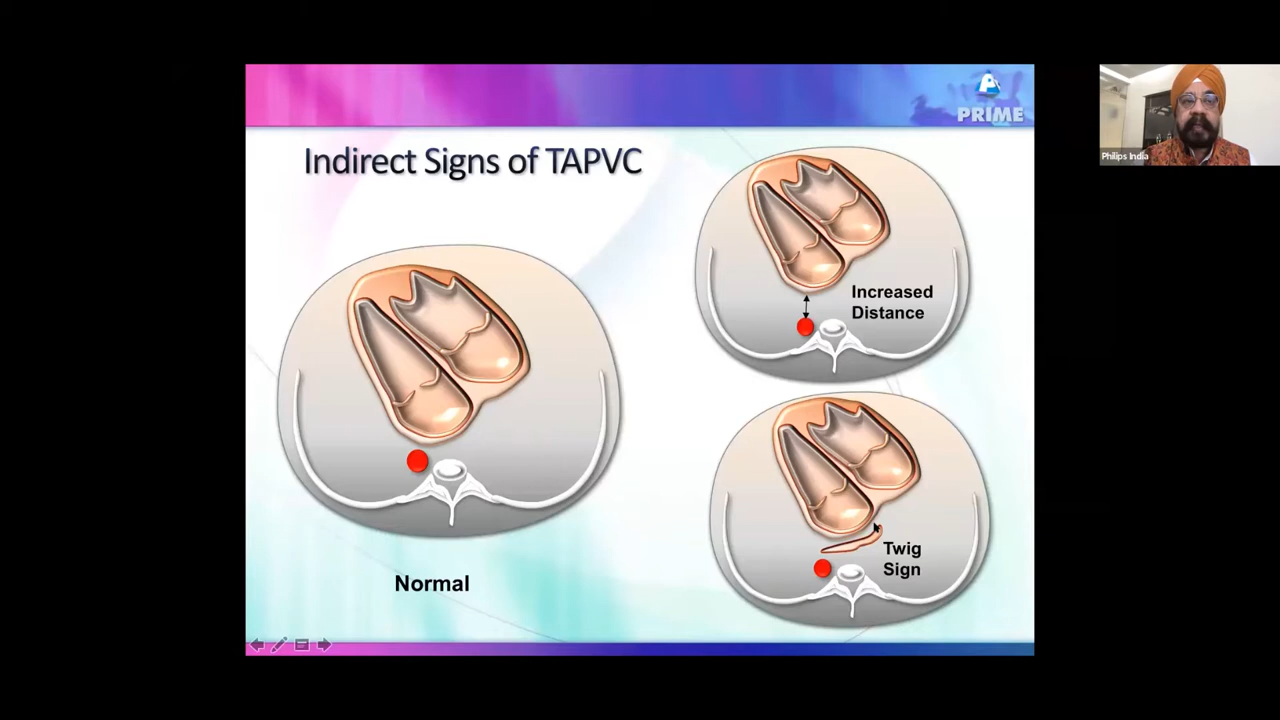 PRIME
Indirect Signs of TAPVC
Normal
Increased
Distance
Twig
Sign
Philips India